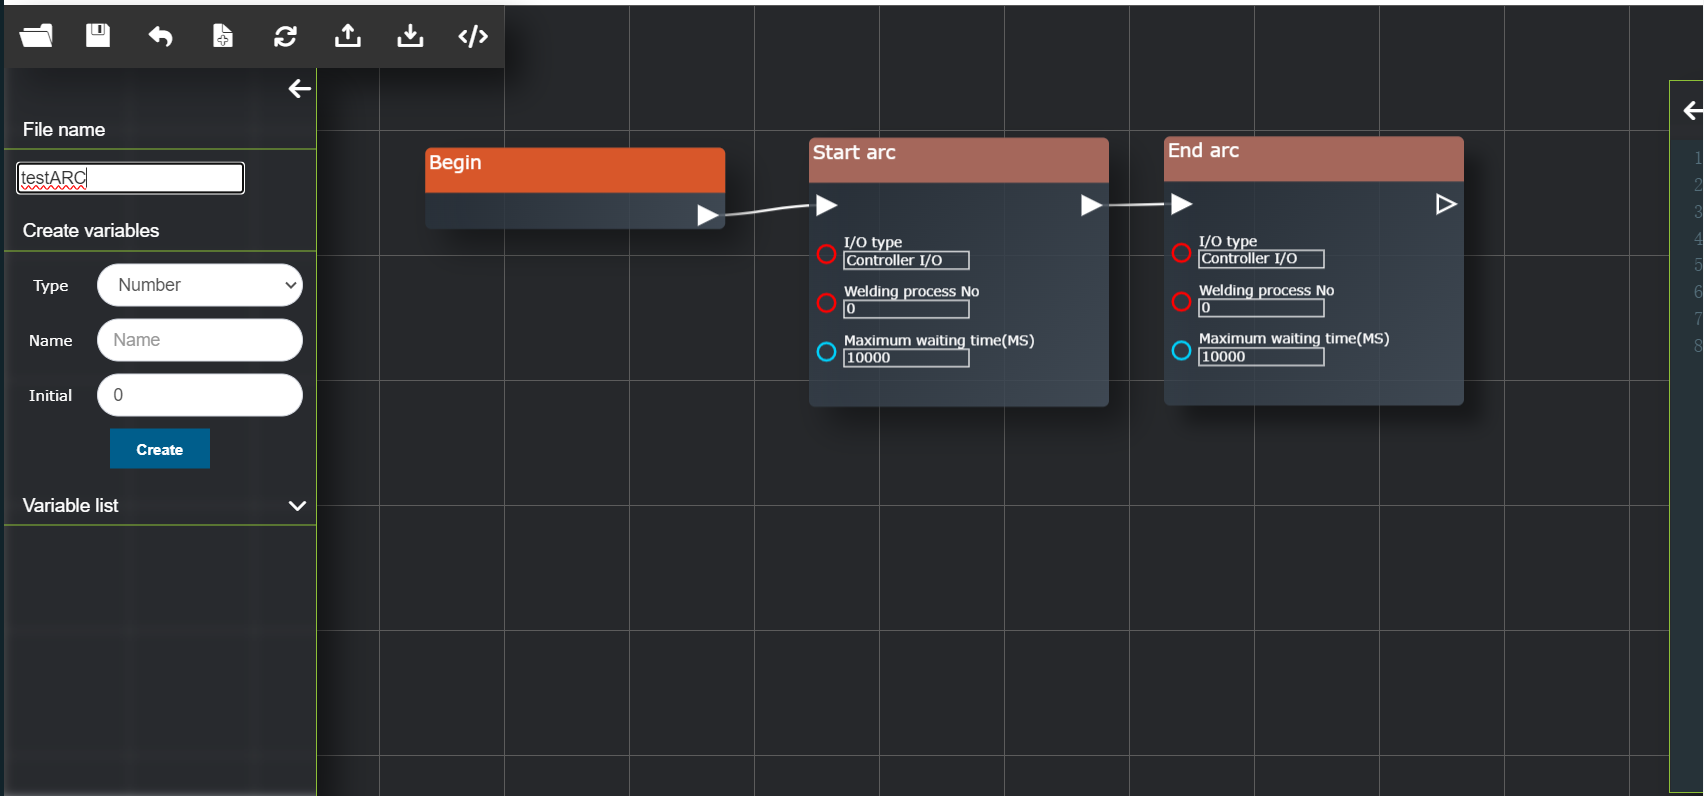 </>
File name
testARC
Create variables
Type
Number
Name
Name
Initial
0
Create
Variable list
Begin
Start arc
I/O type
Controller I/O
Welding process No
0
Maximum waiting time(MS)
10000
End arc
I/O type
Controller I/O
Welding process No
0
Maximum waiting time(MS)
10000
1
2
3
4
5
6
7
8